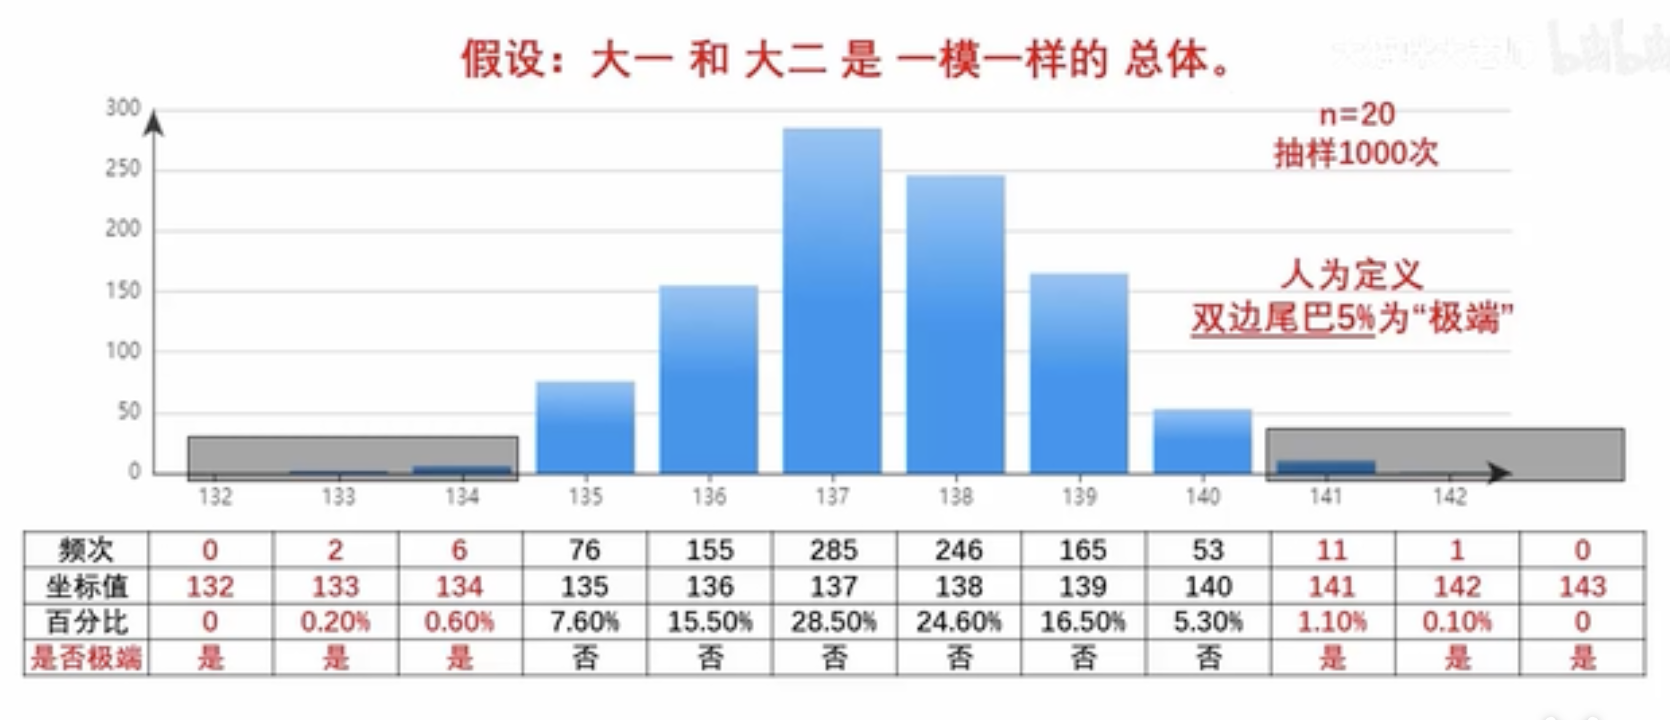 假设：大一 和 大二 是 一模一样的 总体。
n=20
抽样1000次
人为定义
双边尾巴5%为“极端”
300
250
200
150
100
50
0
132 133 134 135 136 137 138 139 140 141 142
频次 0 2 6 76 155 285 246 165 53 11 1 0
坐标值 132 133 134 135 136 137 138 139 140 141 142 143
百分比 0 0.20% 0.60% 7.60% 15.50% 28.50% 24.60% 16.50% 5.30% 1.10% 0.10% 0
是否极端 是 是 是 否 否 否 否 否 否 是 是 是